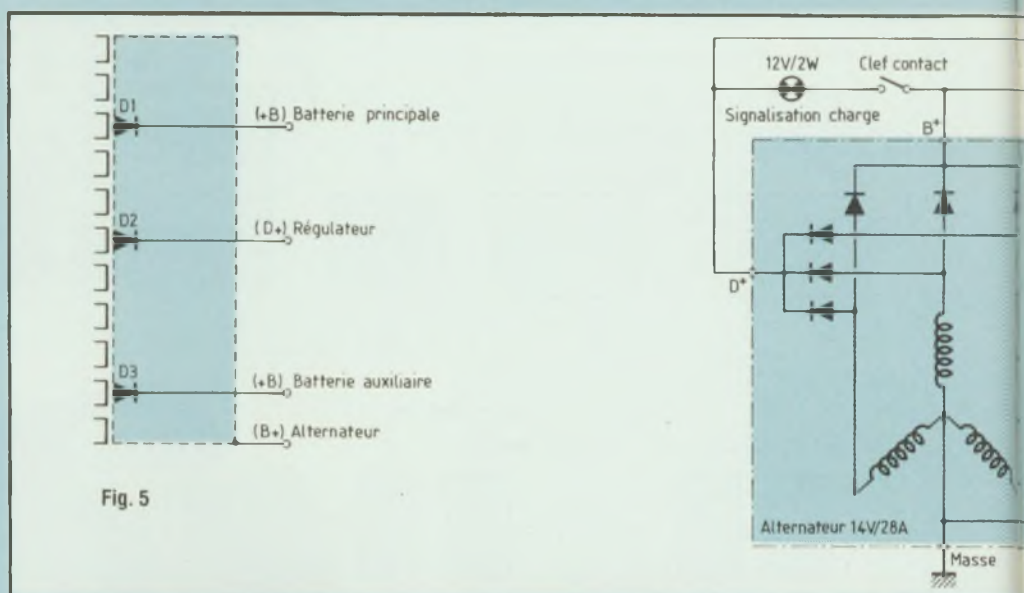 D1
(+B) Batterie principale
D2
(D+) Régulateur
D3
(+B) Batterie auxiliaire
(B+) Alternateur
Fig. 5
12V/2W
Clef contact
Signalisation charge
B+
D+
Alternateur 14V/28A
Masse